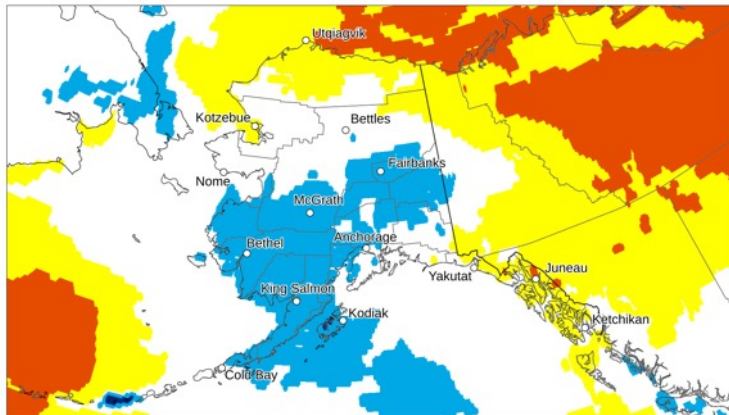 Utqiagvik
Kotzebue
Bettles
Fairbanks
Nome
McGrath
Anchorage
Bethel
Yakutat
Juneau
King Salmon
Kodiak
Ketchikan
Cold Bay